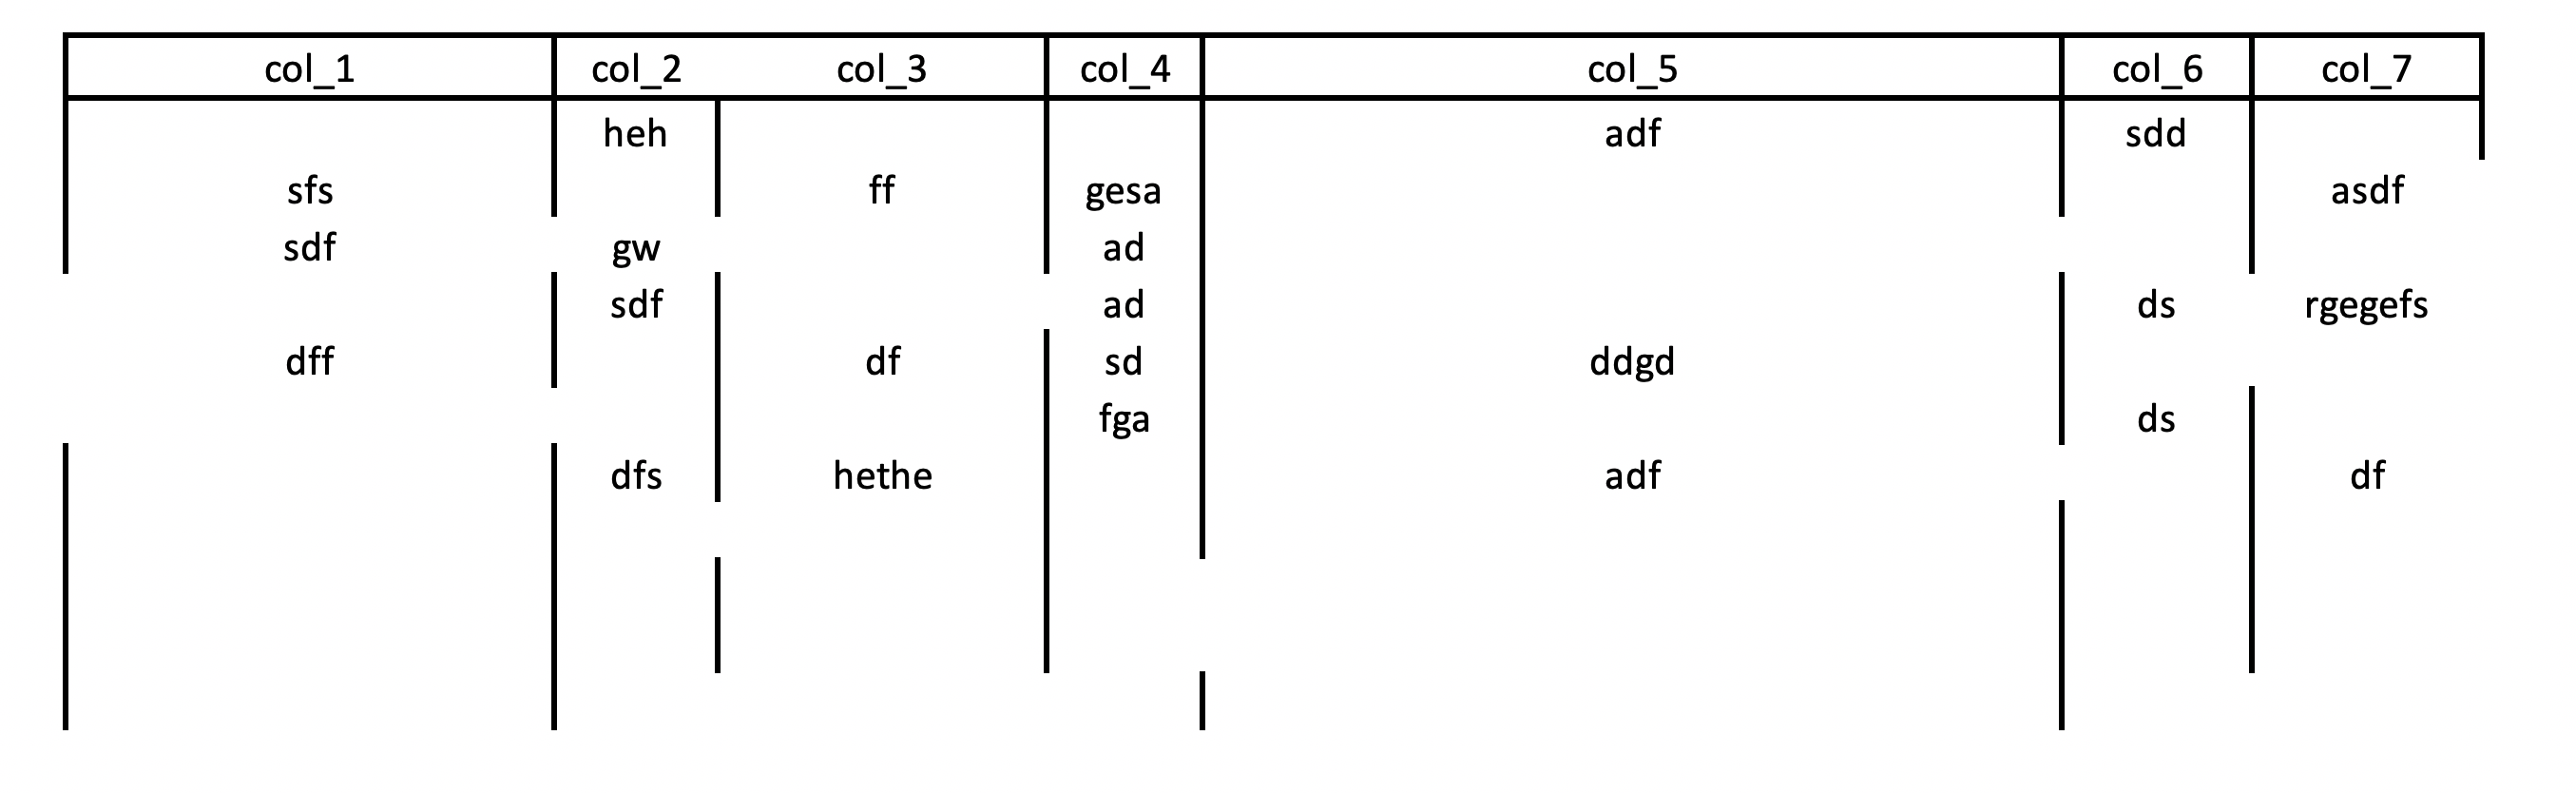 col_1 col_2 col_3 col_4 col_5 col_6 col_7
heh adf sdd
sfs ff gesa asdf
sdf gw ad
sdf ad ds rgegefs
dff df sd ddgd
fga ds
dfs hethe adf df